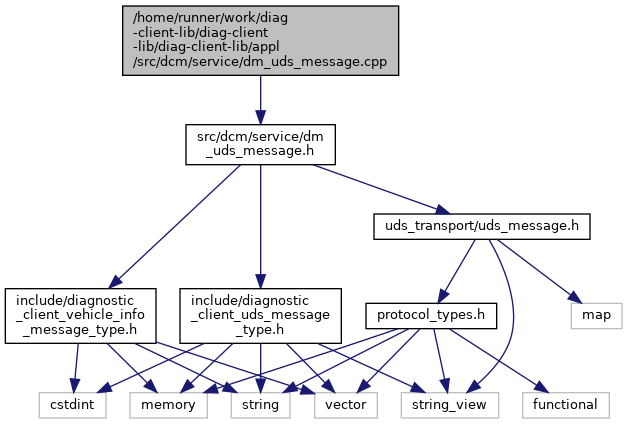 /home/runner/work/diag
-client-lib/diag-client
-lib/diag-client-lib/appl
/src/dcm/service/dm_uds_message.cpp
src/dcm/service/dm
_uds_message.h
uds_transport/uds_message.h
include/diagnostic
_client_vehicle_info
_message_type.h
include/diagnostic
_client_uds_message
_type.h
protocol_types.h
map
cstdint
memory
string
vector
string_view
functional